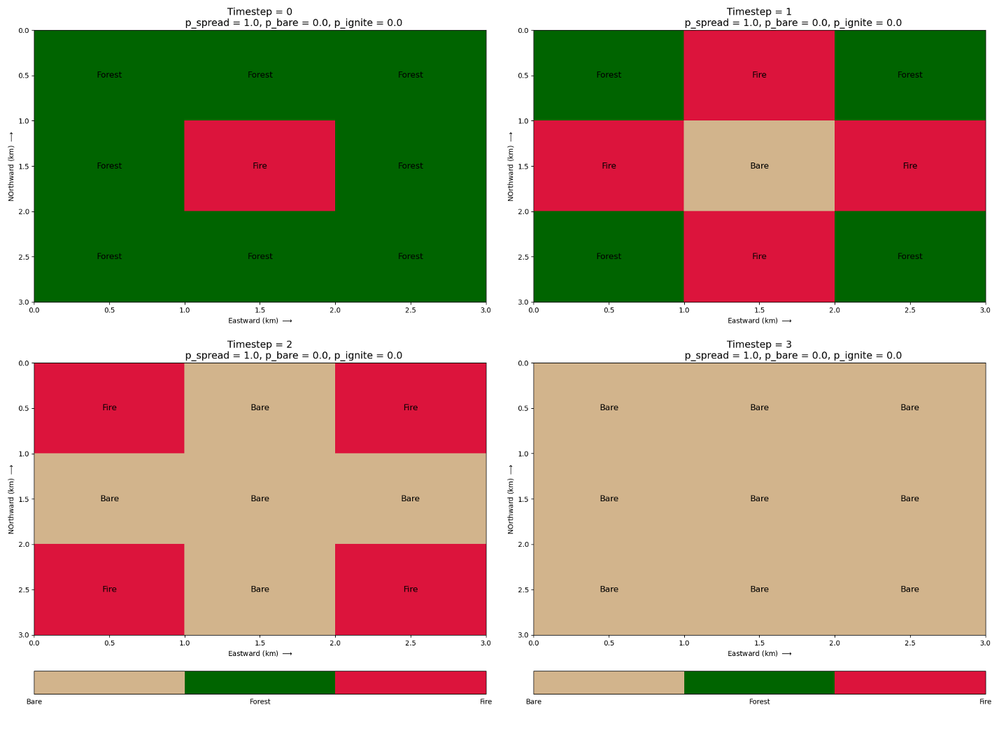 Timestep = 0
p_spread = 1.0, p_bare = 0.0, p_ignite = 0.0
0.0
0.5
1.0
1.5
2.0
2.5
3.0
NOrthward (km) ⟶
Forest Forest Forest
Forest Fire Forest
Forest Forest Forest
0.0 0.5 1.0 1.5 2.0 2.5 3.0
Eastward (km) ⟶
Timestep = 1
p_spread = 1.0, p_bare = 0.0, p_ignite = 0.0
0.0
0.5
1.0
1.5
2.0
2.5
3.0
NOrthward (km) ⟶
Forest Fire Forest
Fire Bare Fire
Forest Fire Forest
0.0 0.5 1.0 1.5 2.0 2.5 3.0
Eastward (km) ⟶
Timestep = 2
p_spread = 1.0, p_bare = 0.0, p_ignite = 0.0
0.0
0.5
1.0
1.5
2.0
2.5
3.0
NOrthward (km) ⟶
Fire Bare Fire
Bare Bare Bare
Fire Bare Fire
0.0 0.5 1.0 1.5 2.0 2.5 3.0
Eastward (km) ⟶
Timestep = 3
p_spread = 1.0, p_bare = 0.0, p_ignite = 0.0
0.0
0.5
1.0
1.5
2.0
2.5
3.0
NOrthward (km) ⟶
Bare Bare Bare
Bare Bare Bare
Bare Bare Bare
0.0 0.5 1.0 1.5 2.0 2.5 3.0
Eastward (km) ⟶
Bare Forest Fire
Bare Forest Fire